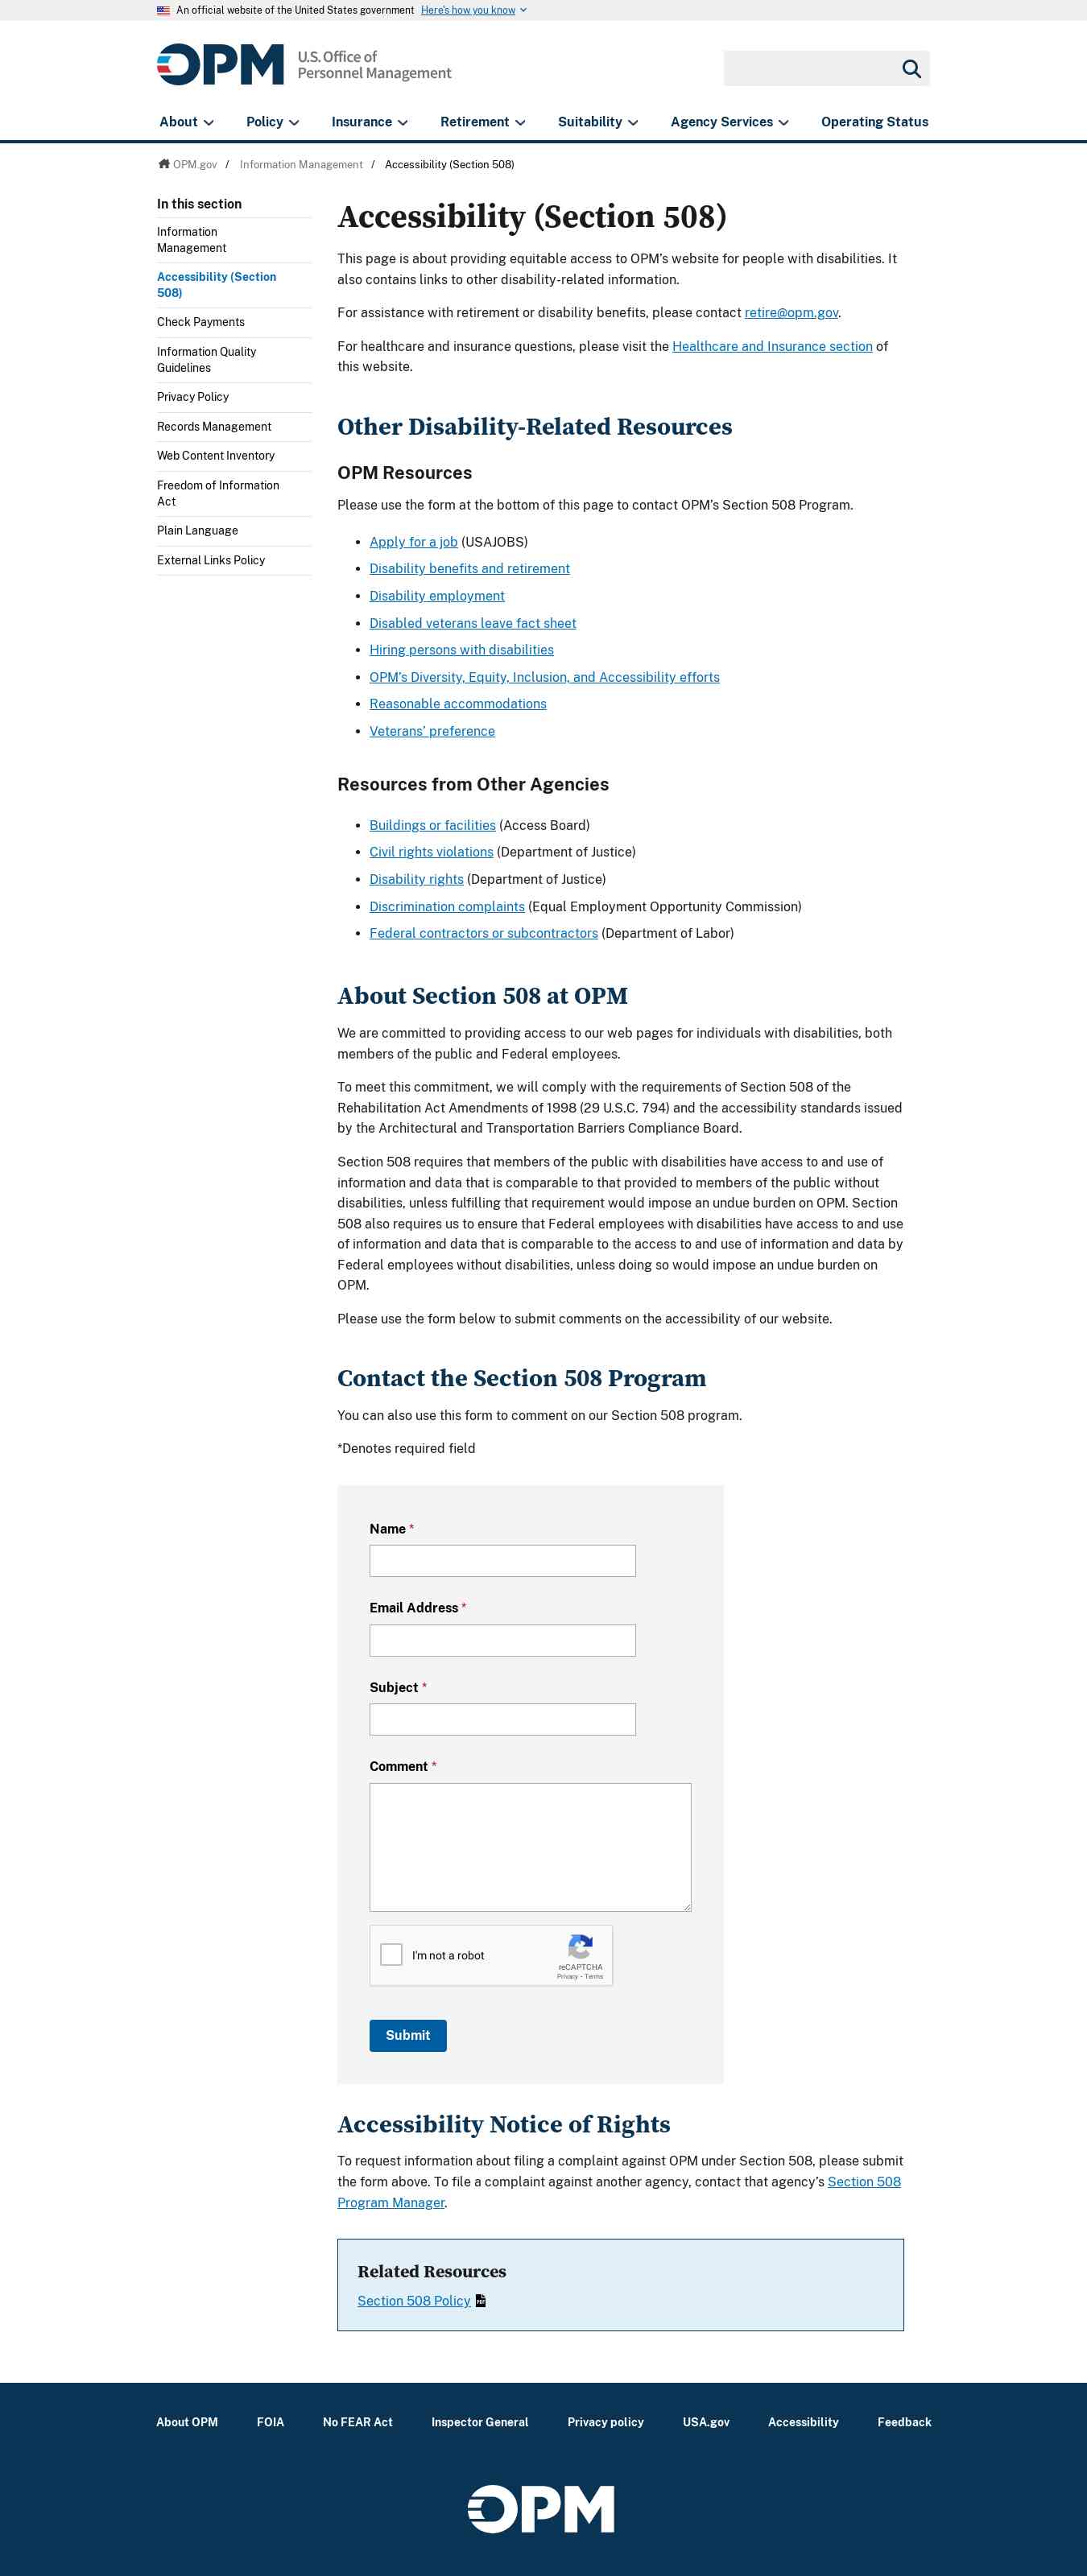 An official website of the United States government Here's how you know
OPM U.S. Office of
Personnel Management
About Policy Insurance Retirement Suitability Agency Services Operating Status
OPM.gov / Information Management / Accessibility (Section 508)
In this section
Information
Management
Accessibility (Section
508)
Check Payments
Information Quality
Guidelines
Privacy Policy
Records Management
Web Content Inventory
Freedom of Information
Act
Plain Language
External Links Policy
Accessibility (Section 508)
This page is about providing equitable access to OPM’s website for people with disabilities. It
also contains links to other disability-related information.
For assistance with retirement or disability benefits, please contact retire@opm.gov.
For healthcare and insurance questions, please visit the Healthcare and Insurance section of
this website.
Other Disability-Related Resources
OPM Resources
Please use the form at the bottom of this page to contact OPM’s Section 508 Program.
• Apply for a job (USAJOBS)
• Disability benefits and retirement
• Disability employment
• Disabled veterans leave fact sheet
• Hiring persons with disabilities
• OPM’s Diversity, Equity, Inclusion, and Accessibility efforts
• Reasonable accommodations
• Veterans’ preference
Resources from Other Agencies
• Buildings or facilities (Access Board)
• Civil rights violations (Department of Justice)
• Disability rights (Department of Justice)
• Discrimination complaints (Equal Employment Opportunity Commission)
• Federal contractors or subcontractors (Department of Labor)
About Section 508 at OPM
We are committed to providing access to our web pages for individuals with disabilities, both
members of the public and Federal employees.
To meet this commitment, we will comply with the requirements of Section 508 of the
Rehabilitation Act Amendments of 1998 (29 U.S.C. 794) and the accessibility standards issued
by the Architectural and Transportation Barriers Compliance Board.
Section 508 requires that members of the public with disabilities have access to and use of
information and data that is comparable to that provided to members of the public without
disabilities, unless fulfilling that requirement would impose an undue burden on OPM. Section
508 also requires us to ensure that Federal employees with disabilities have access to and use
of information and data that is comparable to the access to and use of information and data by
Federal employees without disabilities, unless doing so would impose an undue burden on
OPM.
Please use the form below to submit comments on the accessibility of our website.
Contact the Section 508 Program
You can also use this form to comment on our Section 508 program.
*Denotes required field
Name *
Email Address *
Subject *
Comment *
I'm not a robot
reCAPTCHA
Privacy - Terms
Submit
Accessibility Notice of Rights
To request information about filing a complaint against OPM under Section 508, please submit
the form above. To file a complaint against another agency, contact that agency’s Section 508
Program Manager.
Related Resources
Section 508 Policy PDF
About OPM FOIA No FEAR Act Inspector General Privacy policy USA.gov Accessibility Feedback
OPM